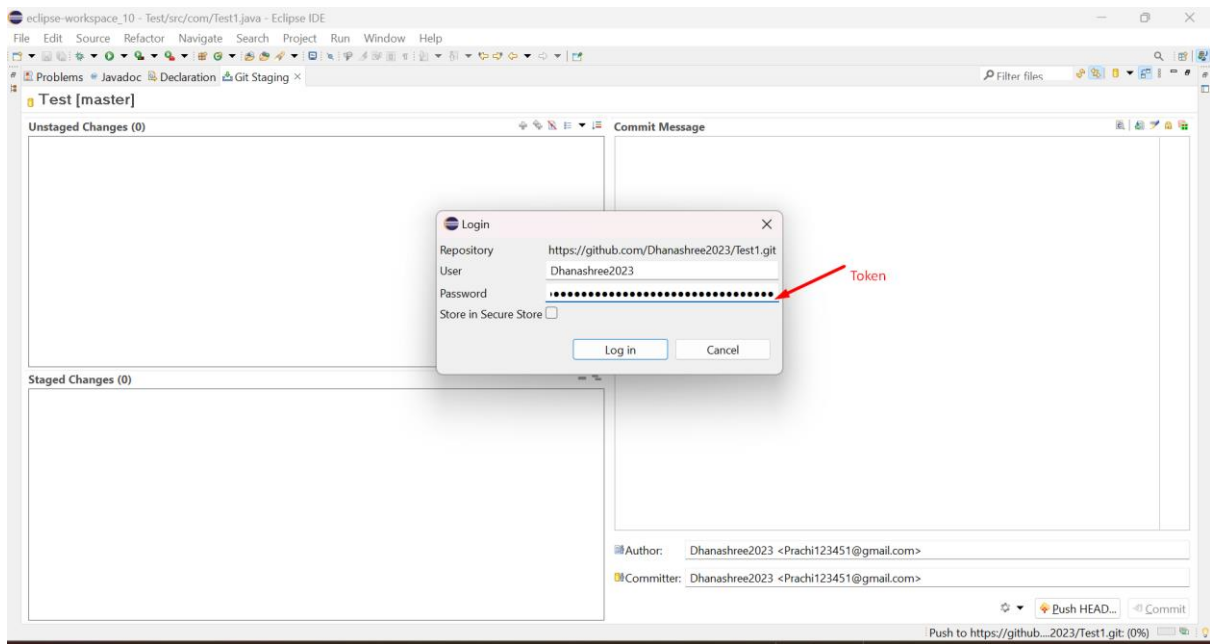 eclipse-workspace_10 - Test/src/com/Test1.java - Eclipse IDE
File Edit Source Refactor Navigate Search Project Run Window Help
Problems Javadoc Declaration Git Staging
Filter files
Test [master]
Unstaged Changes (0)
Commit Message
Login
Repository https://github.com/Dhanashree2023/Test1.git
User Dhanashree2023
Token
Password
Store in Secure Store
Log in Cancel
Staged Changes (0)
Author: Dhanashree2023 <Prachi123451@gmail.com>
Committer: Dhanashree2023 <Prachi123451@gmail.com>
Push HEAD... Commit
Push to https://github....2023/Test1.git: (0%)